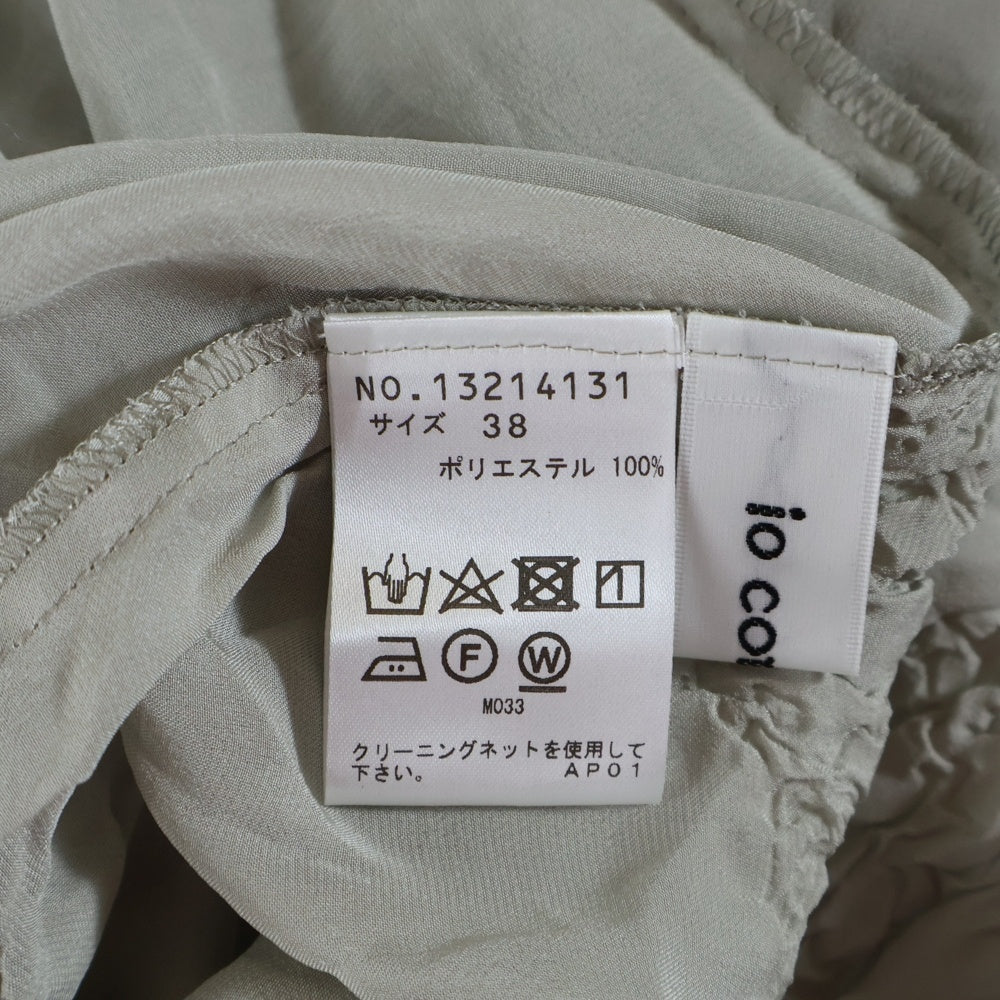 NO.13214131
サイズ 38
ポリエステル 100%
F W
M033
クリーニングネットを使用して
下さい。 AP01
io